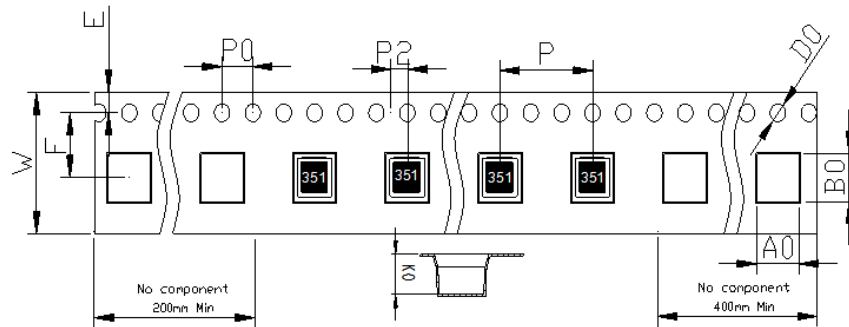 E
P0
P2
P
D0
F
W
351
351
351
351
B0
A0
K0
No component
200mm Min
No component
400mm Min